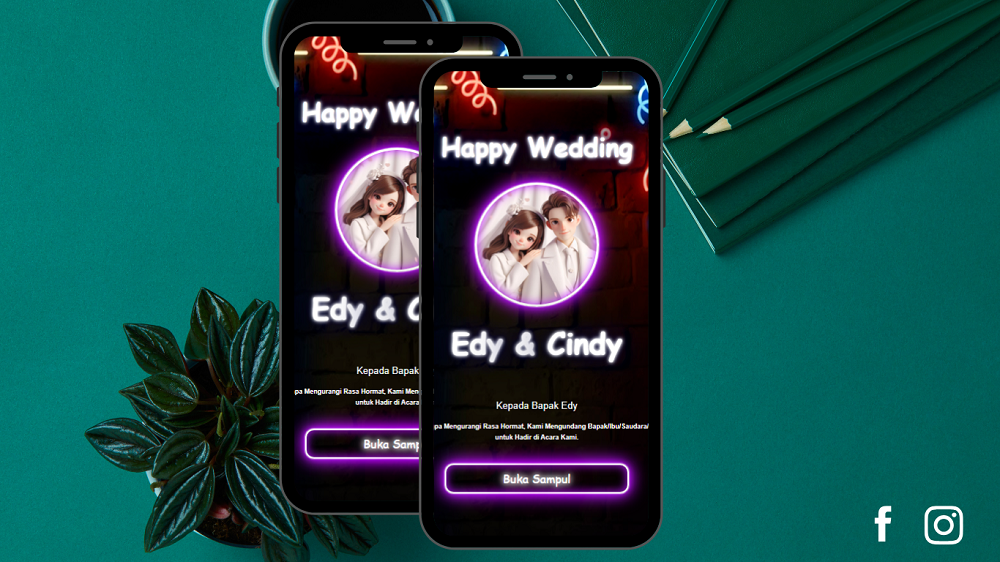 Happy We
Edy & C
Kepada Bapak
pa Mengurangi Rasa Hormat, Kami Men
untuk Hadir di Acara
Buka Samp
Happy Wedding
Edy & Cindy
Kepada Bapak Edy
pa Mengurangi Rasa Hormat, Kami Mengundang Bapak/Ibu/Saudara/
untuk Hadir di Acara Kami.
Buka Sampul